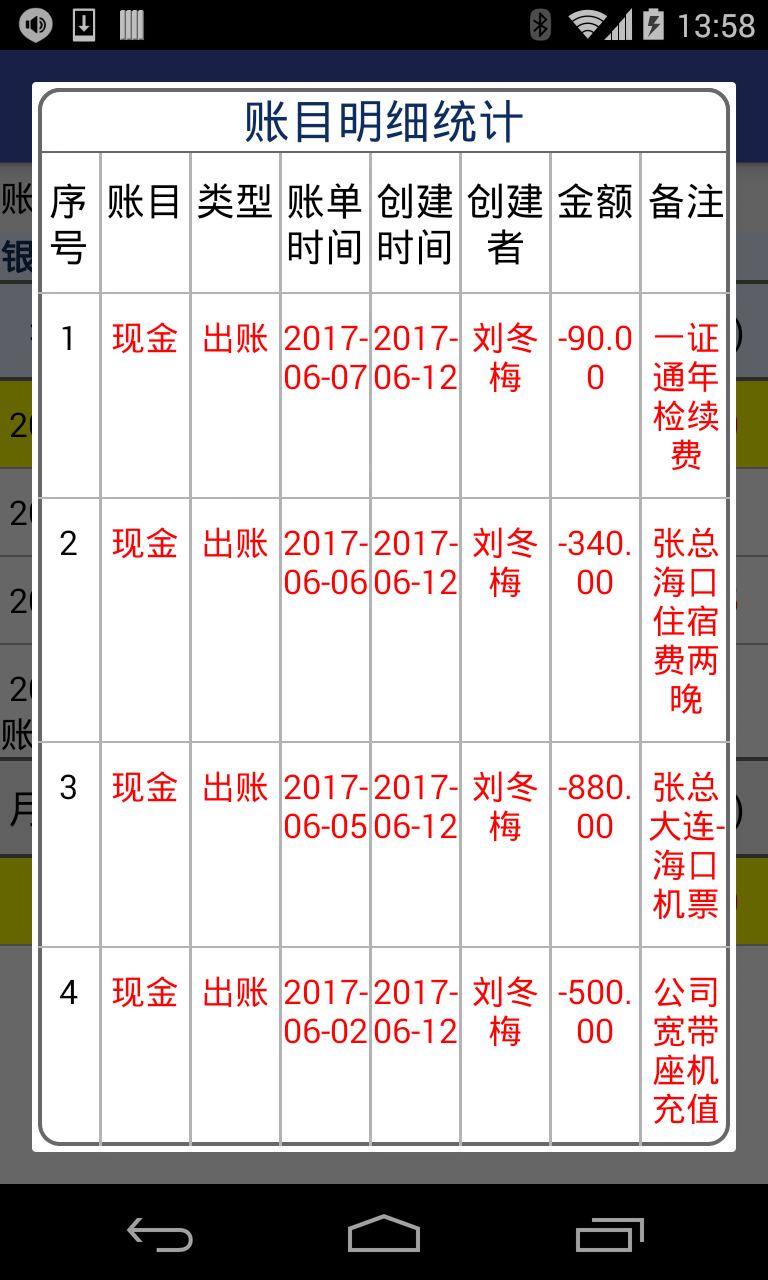 13:58
账目明细统计
序号 账目 类型 账单时间 创建时间 创建者 金额 备注
1 现金 出账 2017-06-07 2017-06-12 刘冬梅 -90.00 一证通年检续费
2 现金 出账 2017-06-06 2017-06-12 刘冬梅 -340.00 张总海口住宿费两晚
3 现金 出账 2017-06-05 2017-06-12 刘冬梅 -880.00 张总大连-海口机票
4 现金 出账 2017-06-02 2017-06-12 刘冬梅 -500.00 公司宽带座机充值
账
银
账
月